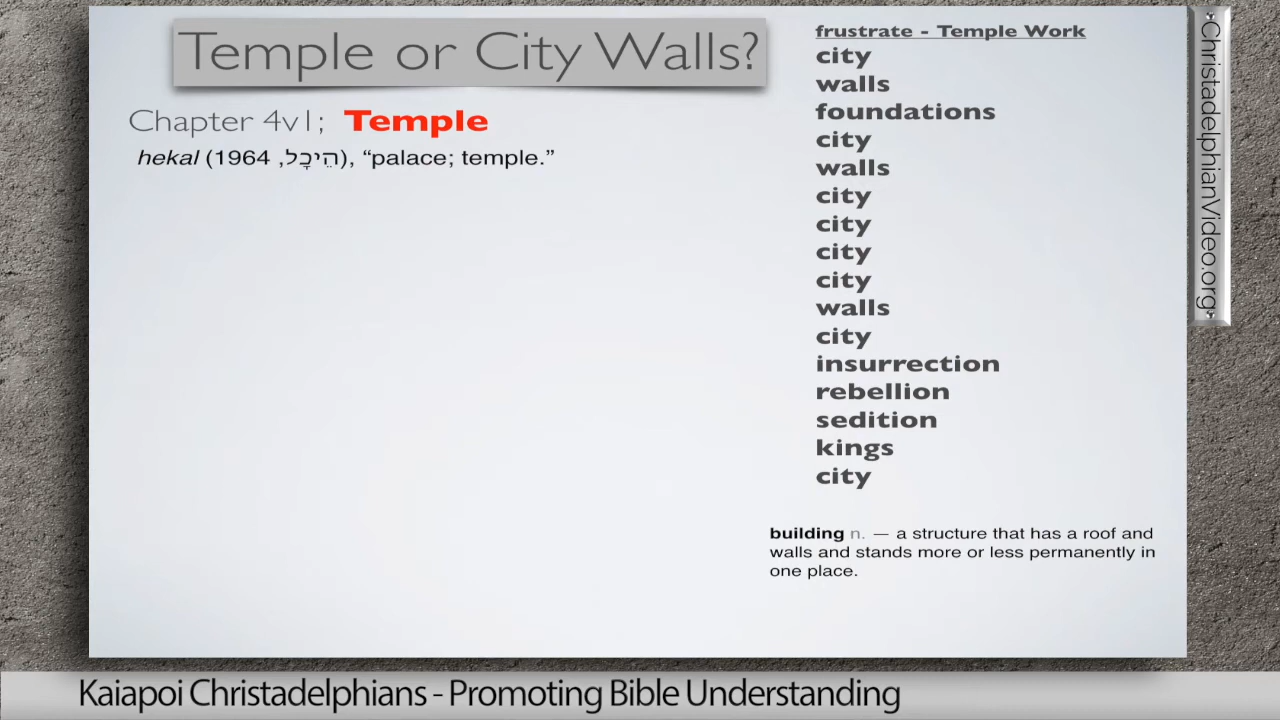 Temple or City Walls?
Chapter 4v1; Temple
hekal (הֵיכָל, 1964), “palace; temple.”
frustrate - Temple Work
city
walls
foundations
city
walls
city
city
city
city
walls
city
insurrection
rebellion
sedition
kings
city
building n. — a structure that has a roof and
walls and stands more or less permanently in
one place.
ChristadelphianVideo.org
Kaiapoi Christadelphians - Promoting Bible Understanding